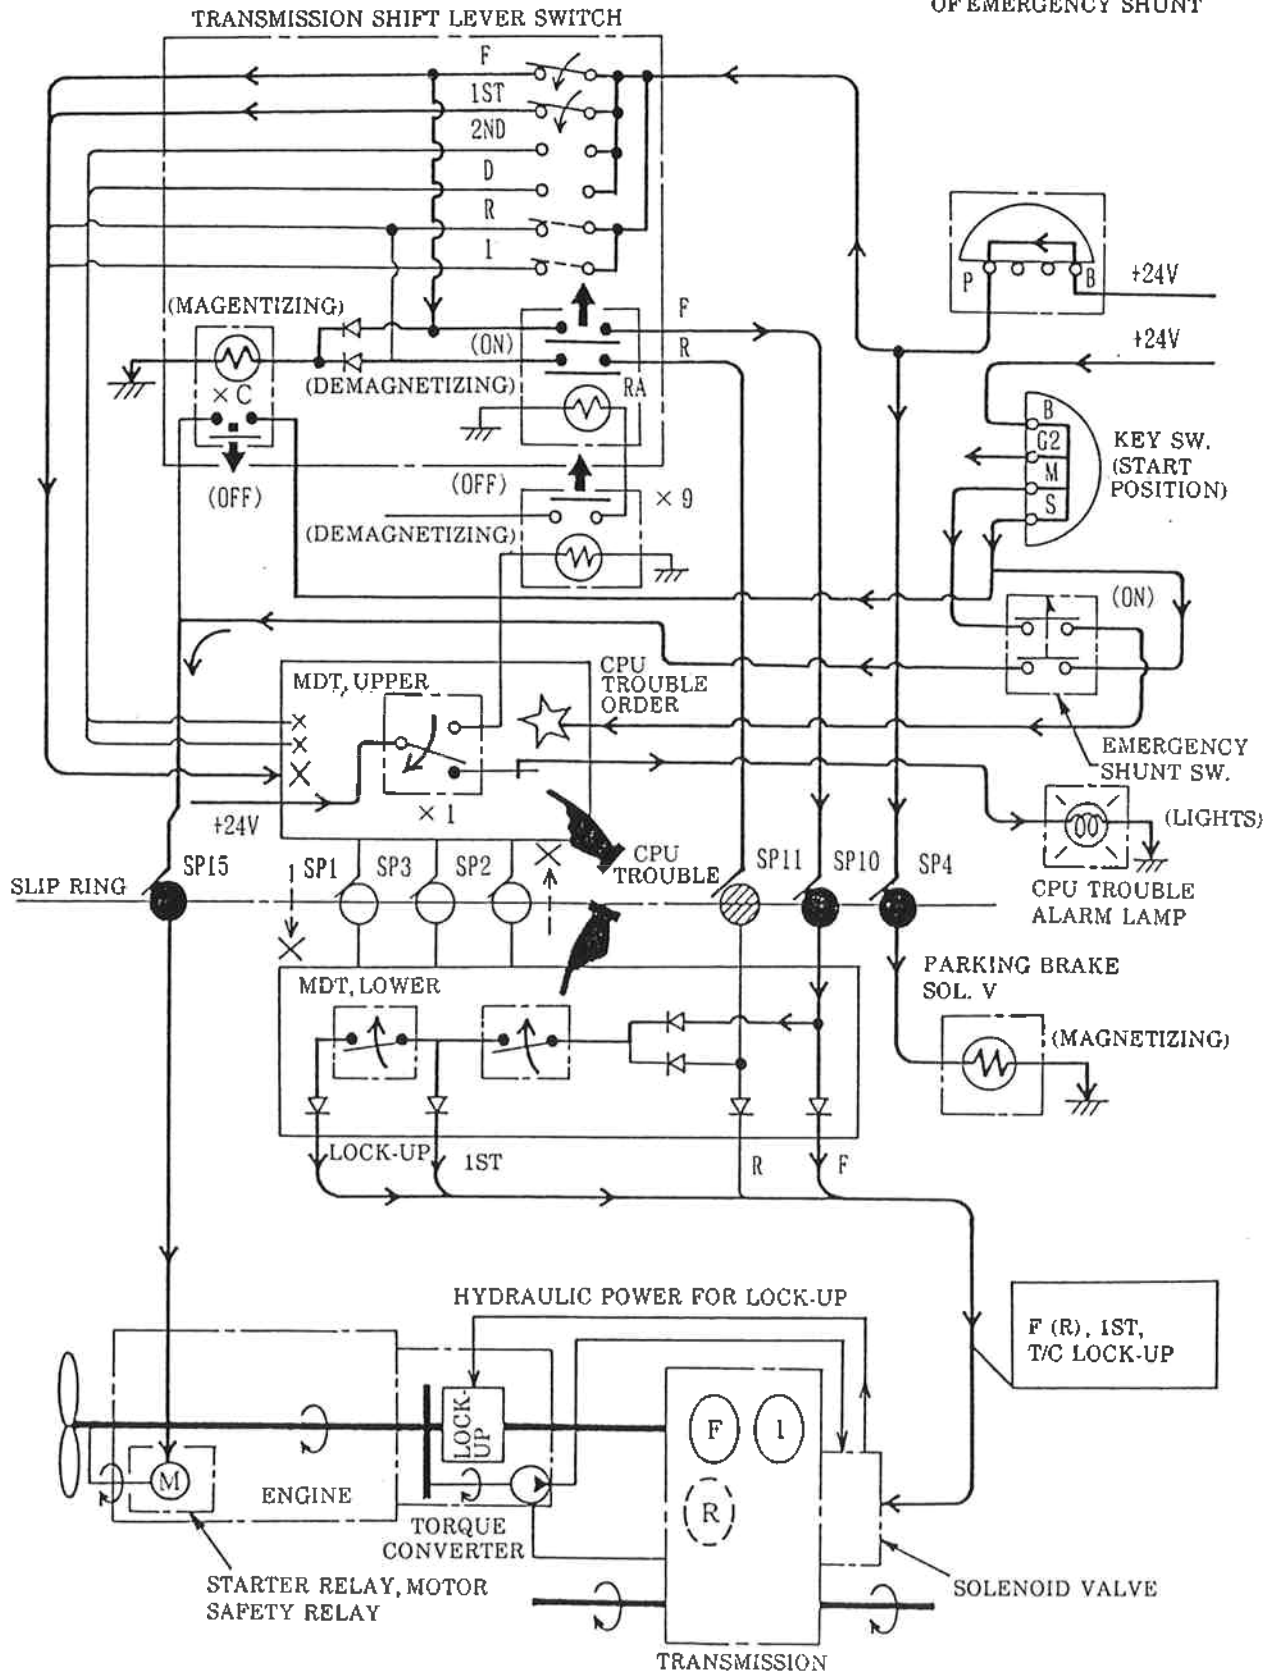 OF EMERGENCY SHUNT
TRANSMISSION SHIFT LEVER SWITCH
F
1ST
2ND
D
R
1
P
B
+24V
+24V
(MAGENTIZING)
(ON)
F
R
(DEMAGNETIZING)
RA
× C
(OFF)
(OFF)
× 9
(DEMAGNETIZING)
B
G2
M
S
KEY SW.
(START
POSITION)
(ON)
MDT, UPPER
CPU
TROUBLE
ORDER
EMERGENCY
SHUNT SW.
+24V
× 1
(LIGHTS)
CPU
TROUBLE
CPU TROUBLE
ALARM LAMP
SLIP RING
SP15
SP1
SP3
SP2
SP11
SP10
SP4
MDT, LOWER
PARKING BRAKE
SOL. V
(MAGNETIZING)
LOCK-UP
1ST
R
F
HYDRAULIC POWER FOR LOCK-UP
F (R), 1ST,
T/C LOCK-UP
LOCK-
UP
F
1
R
M
ENGINE
TORQUE
CONVERTER
STARTER RELAY, MOTOR
SAFETY RELAY
SOLENOID VALVE
TRANSMISSION